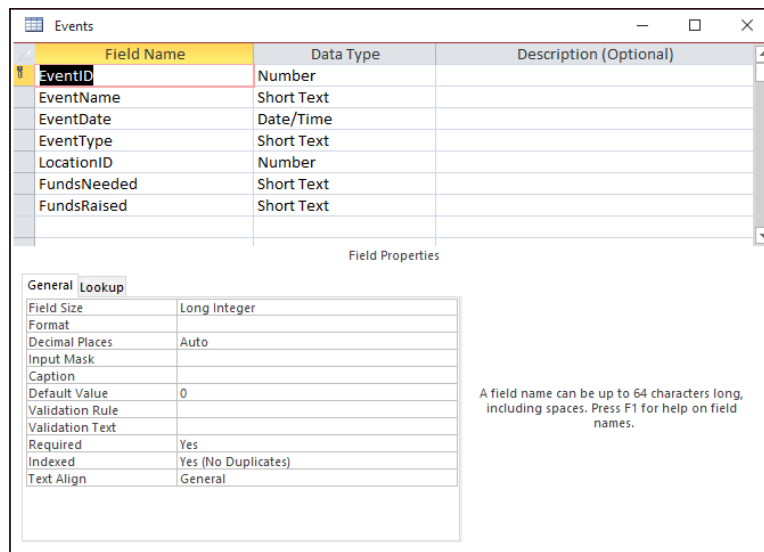 Events
Field Name Data Type Description (Optional)
EventID Number
EventName Short Text
EventDate Date/Time
EventType Short Text
LocationID Number
FundsNeeded Short Text
FundsRaised Short Text
Field Properties
General Lookup
Field Size Long Integer
Format
Decimal Places Auto
Input Mask
Caption
Default Value 0
Validation Rule
Validation Text
Required Yes
Indexed Yes (No Duplicates)
Text Align General
A field name can be up to 64 characters long,
including spaces. Press F1 for help on field
names.